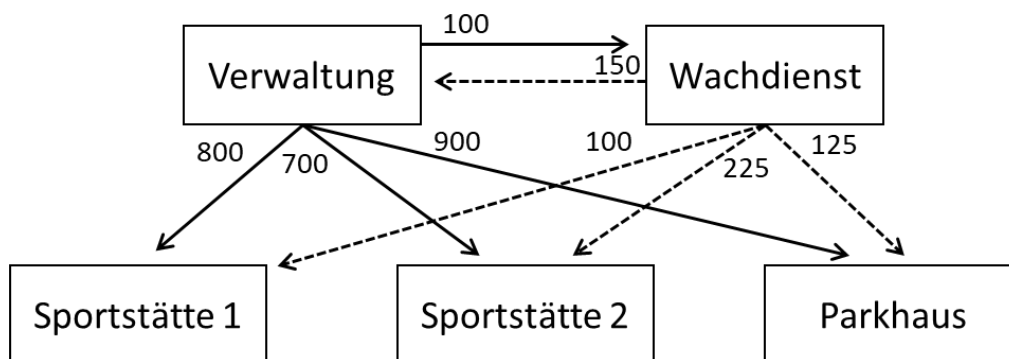 100
Verwaltung
150
Wachdienst
800
700
900
100
225
125
Sportstätte 1
Sportstätte 2
Parkhaus